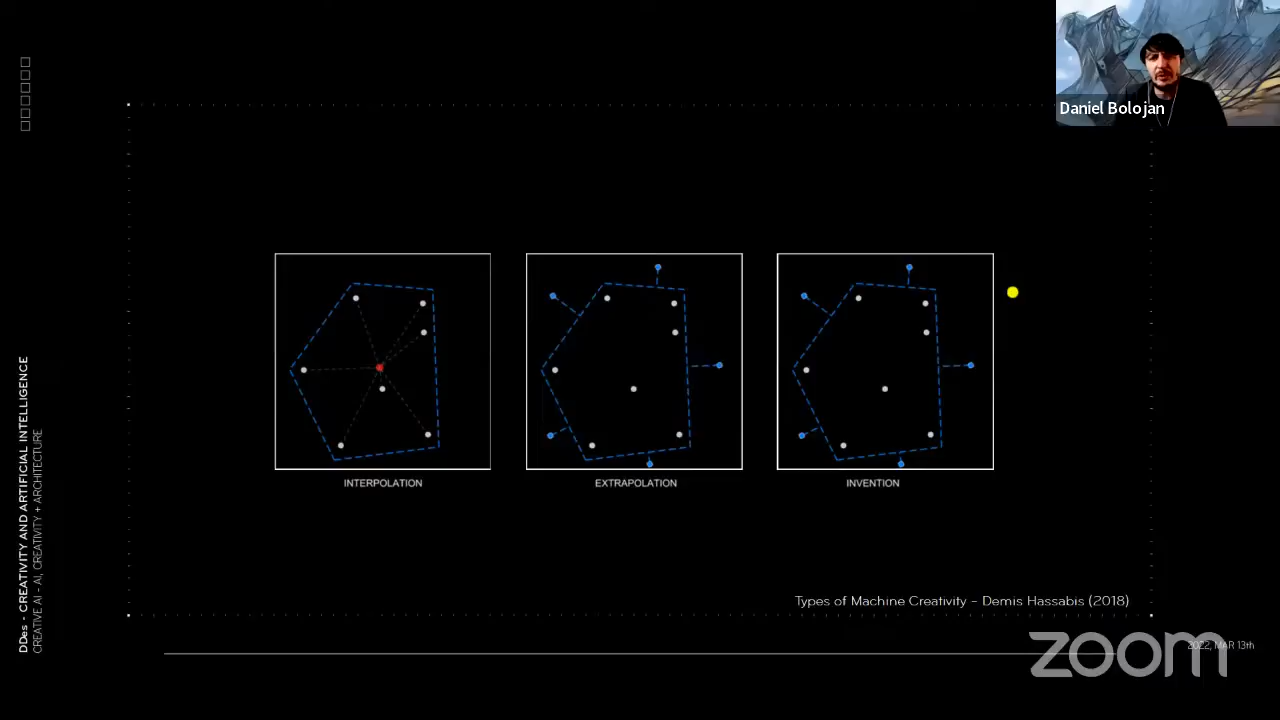 Daniel Bolojan
INTERPOLATION
EXTRAPOLATION
INVENTION
Types of Machine Creativity - Demis Hassabis (2018)
DDes - CREATIVITY AND ARTIFICIAL INTELLIGENCE
CREATIVE AI - AI, CREATIVITY + ARCHITECTURE
2022, MAR 13th
zoom